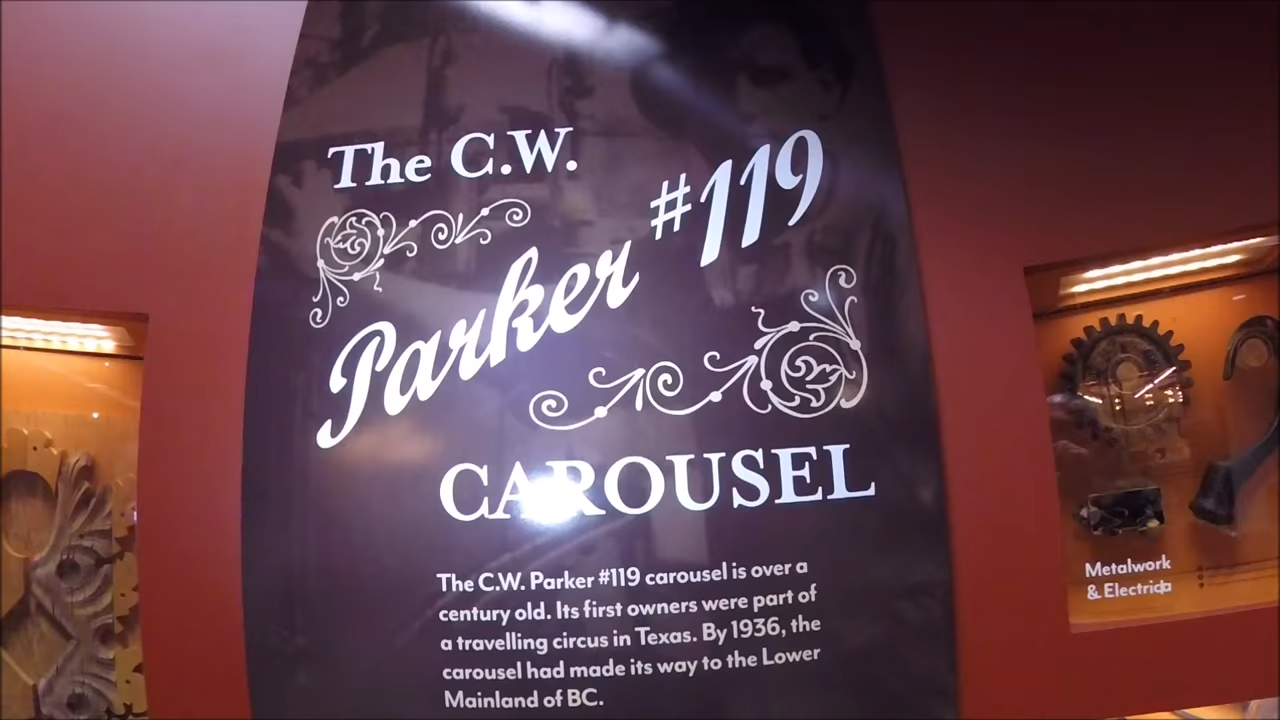 The C.W.
Parker #119
CAROUSEL
The C.W. Parker #119 carousel is over a
century old. Its first owners were part of
a travelling circus in Texas. By 1936, the
carousel had made its way to the Lower
Mainland of BC.
Metalwork
& Electrical